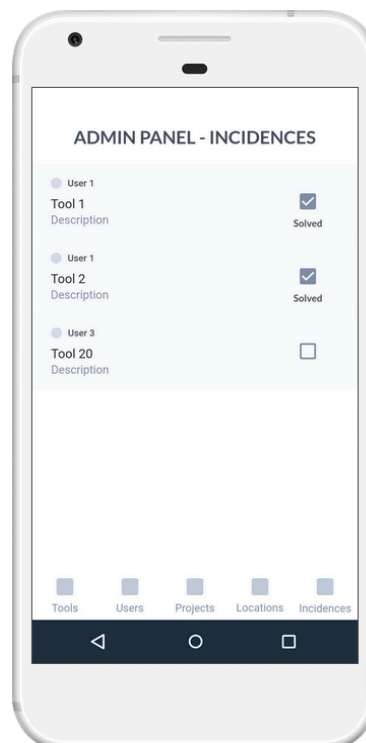 ADMIN PANEL - INCIDENCES
User 1
Tool 1
Description
Solved
User 1
Tool 2
Description
Solved
User 3
Tool 20
Description
Tools Users Projects Locations Incidences